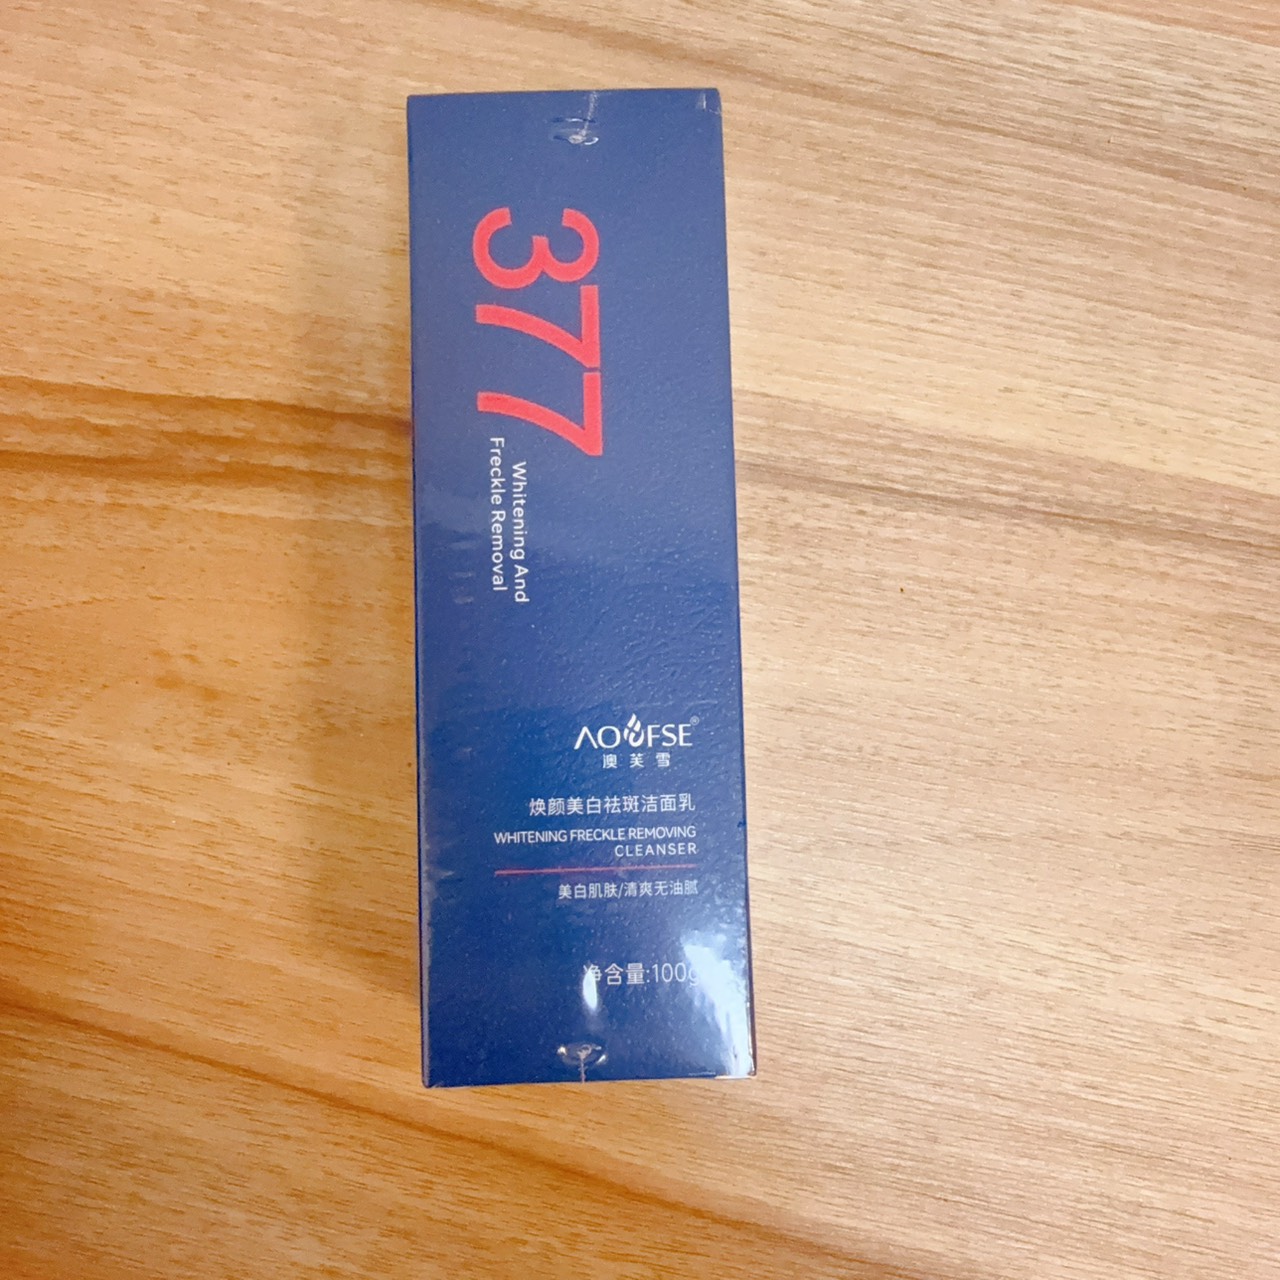 377
Whitening And
Freckle Removal
AOFSE®
澳芙雪
焕颜美白祛斑洁面乳
WHITENING FRECKLE REMOVING
CLEANSER
美白肌肤/清爽无油腻
净含量:100g